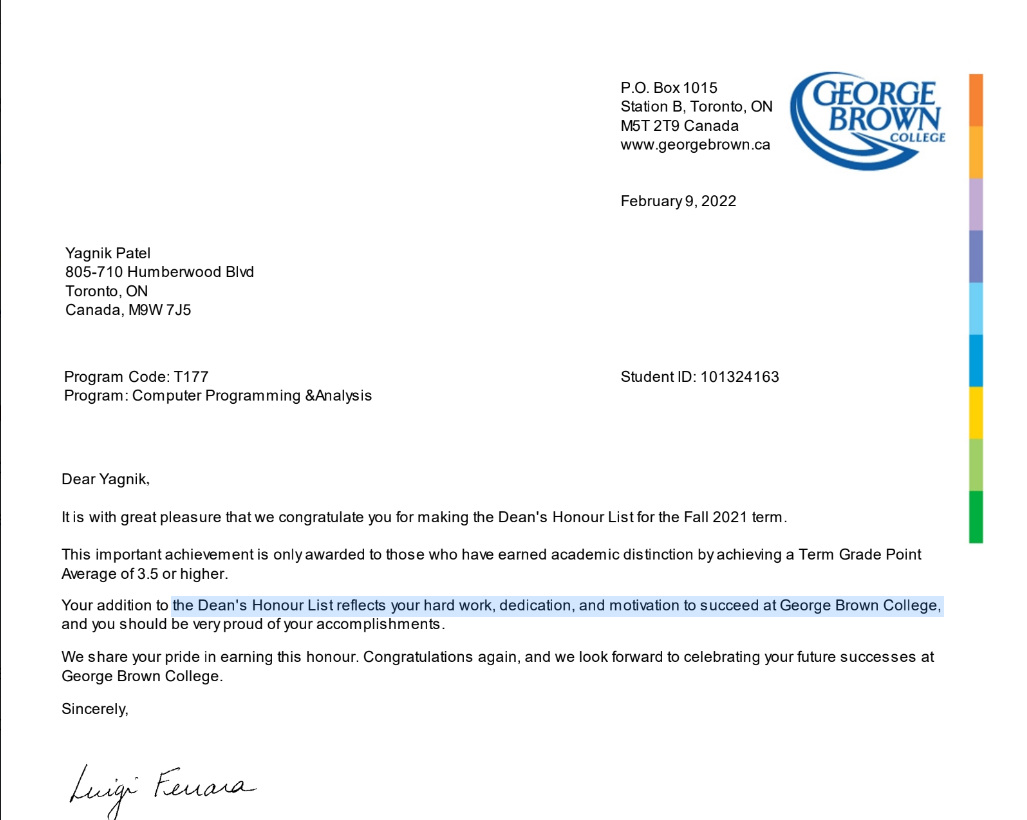 P.O. Box 1015
Station B, Toronto, ON
M5T 2T9 Canada
www.georgebrown.ca
GEORGE
BROWN
COLLEGE
February 9, 2022
Yagnik Patel
805-710 Humberwood Blvd
Toronto, ON
Canada, M9W 7J5
Program Code: T177
Student ID: 101324163
Program: Computer Programming &Analysis
Dear Yagnik,
It is with great pleasure that we congratulate you for making the Dean's Honour List for the Fall 2021 term.
This important achievement is only awarded to those who have earned academic distinction by achieving a Term Grade Point
Average of 3.5 or higher.
Your addition to the Dean's Honour List reflects your hard work, dedication, and motivation to succeed at George Brown College,
and you should be very proud of your accomplishments.
We share your pride in earning this honour. Congratulations again, and we look forward to celebrating your future successes at
George Brown College.
Sincerely,
Luigi Ferrara